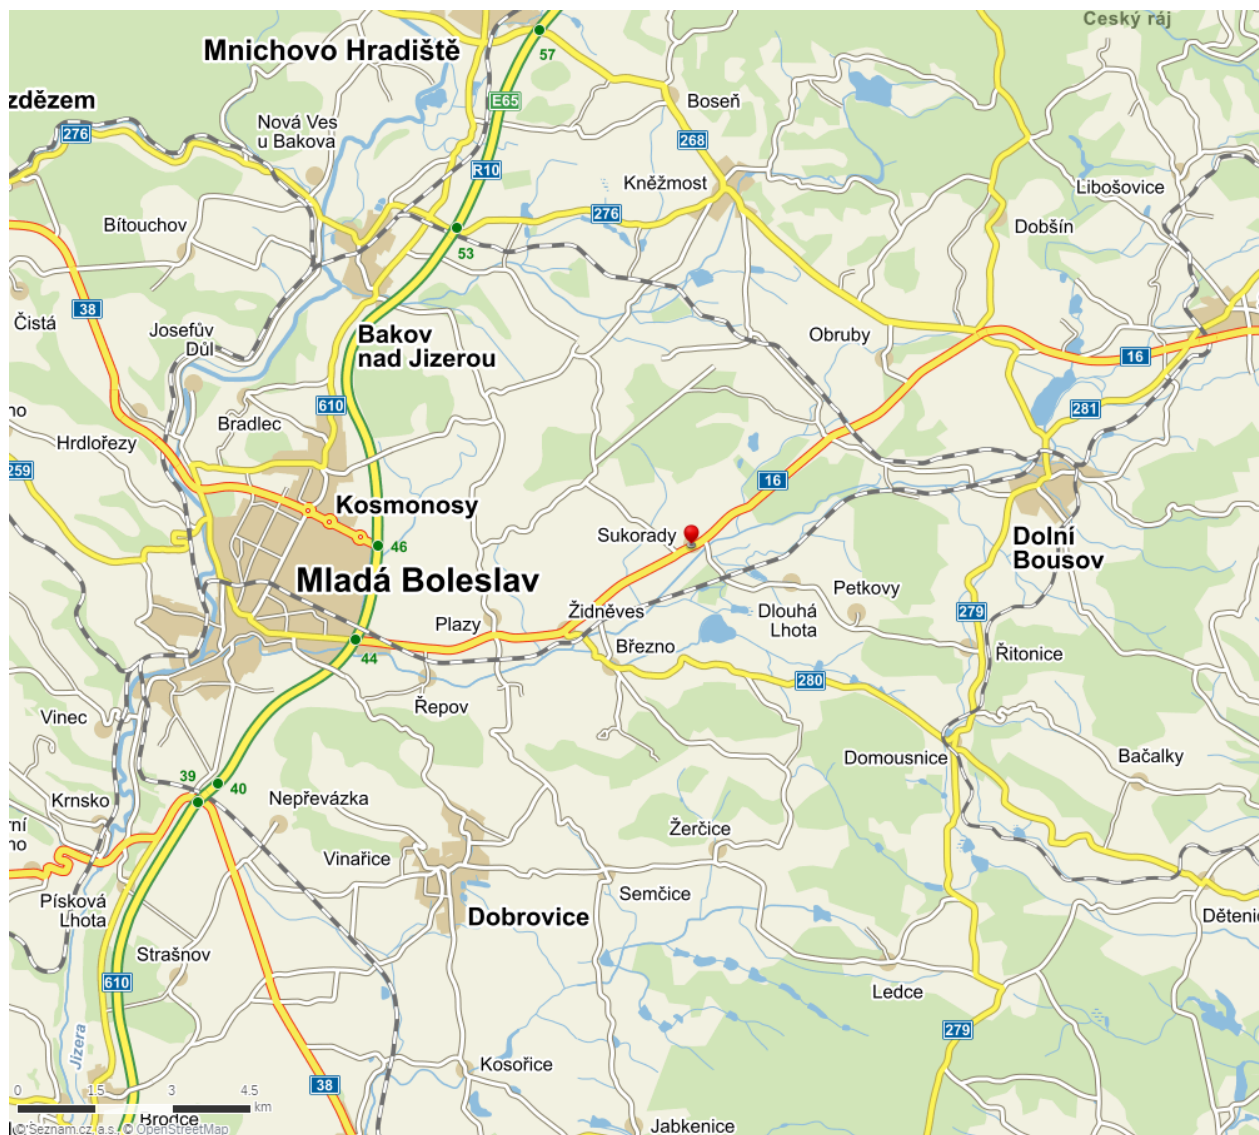 Český ráj
Mnichovo Hradiště
57
zdězem
E65
Boseň
276
Nová Ves
u Bakova
268
R10
Kněžmost
Libošovice
Bítouchov
276
Dobšín
53
38
Čistá
Josefův
Důl
Bakov
nad Jizerou
Obruby
16
610
281
no
Bradlec
Hrdlořezy
259
16
Kosmonosy
Sukorady
46
Dolní
Bousov
Mladá Boleslav
Petkovy
Židněves
Dlouhá
Lhota
279
Plazy
44
Březno
Řitonice
280
Řepov
Vinec
Domousnice
Bačalky
39
40
Krnsko
Nepřevázka
rní
no
Žerčice
Vinařice
Semčice
Písková
Lhota
Dobrovice
Dětenic
Strašnov
610
Ledce
279
Jizera
Kosořice
38
0 1.5 3 4.5
km
Brodce
Jabkenice
© Seznam.cz, a.s., © OpenStreetMap